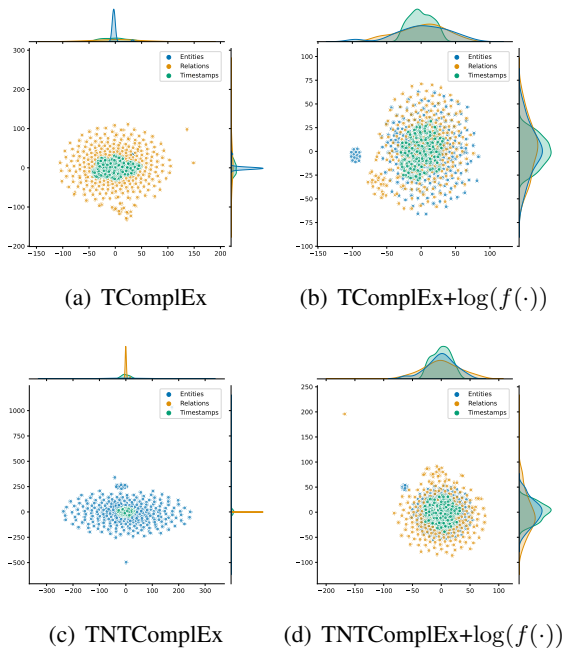 Entities
Relations
Timestamps
300
200
100
0
−100
−200
−150 −100 −50 0 50 100 150 200
(a) TComplEx
Entities
Relations
Timestamps
100
75
50
25
0
−25
−50
−75
−100
−100 −50 0 50 100
(b) TComplEx+log(f(·))
Entities
Relations
Timestamps
1000
750
500
250
0
−250
−500
−300 −200 −100 0 100 200 300
(c) TNTComplEx
Entities
Relations
Timestamps
250
200
150
100
50
0
−50
−100
−200 −150 −100 −50 0 50 100
(d) TNTComplEx+log(f(·))